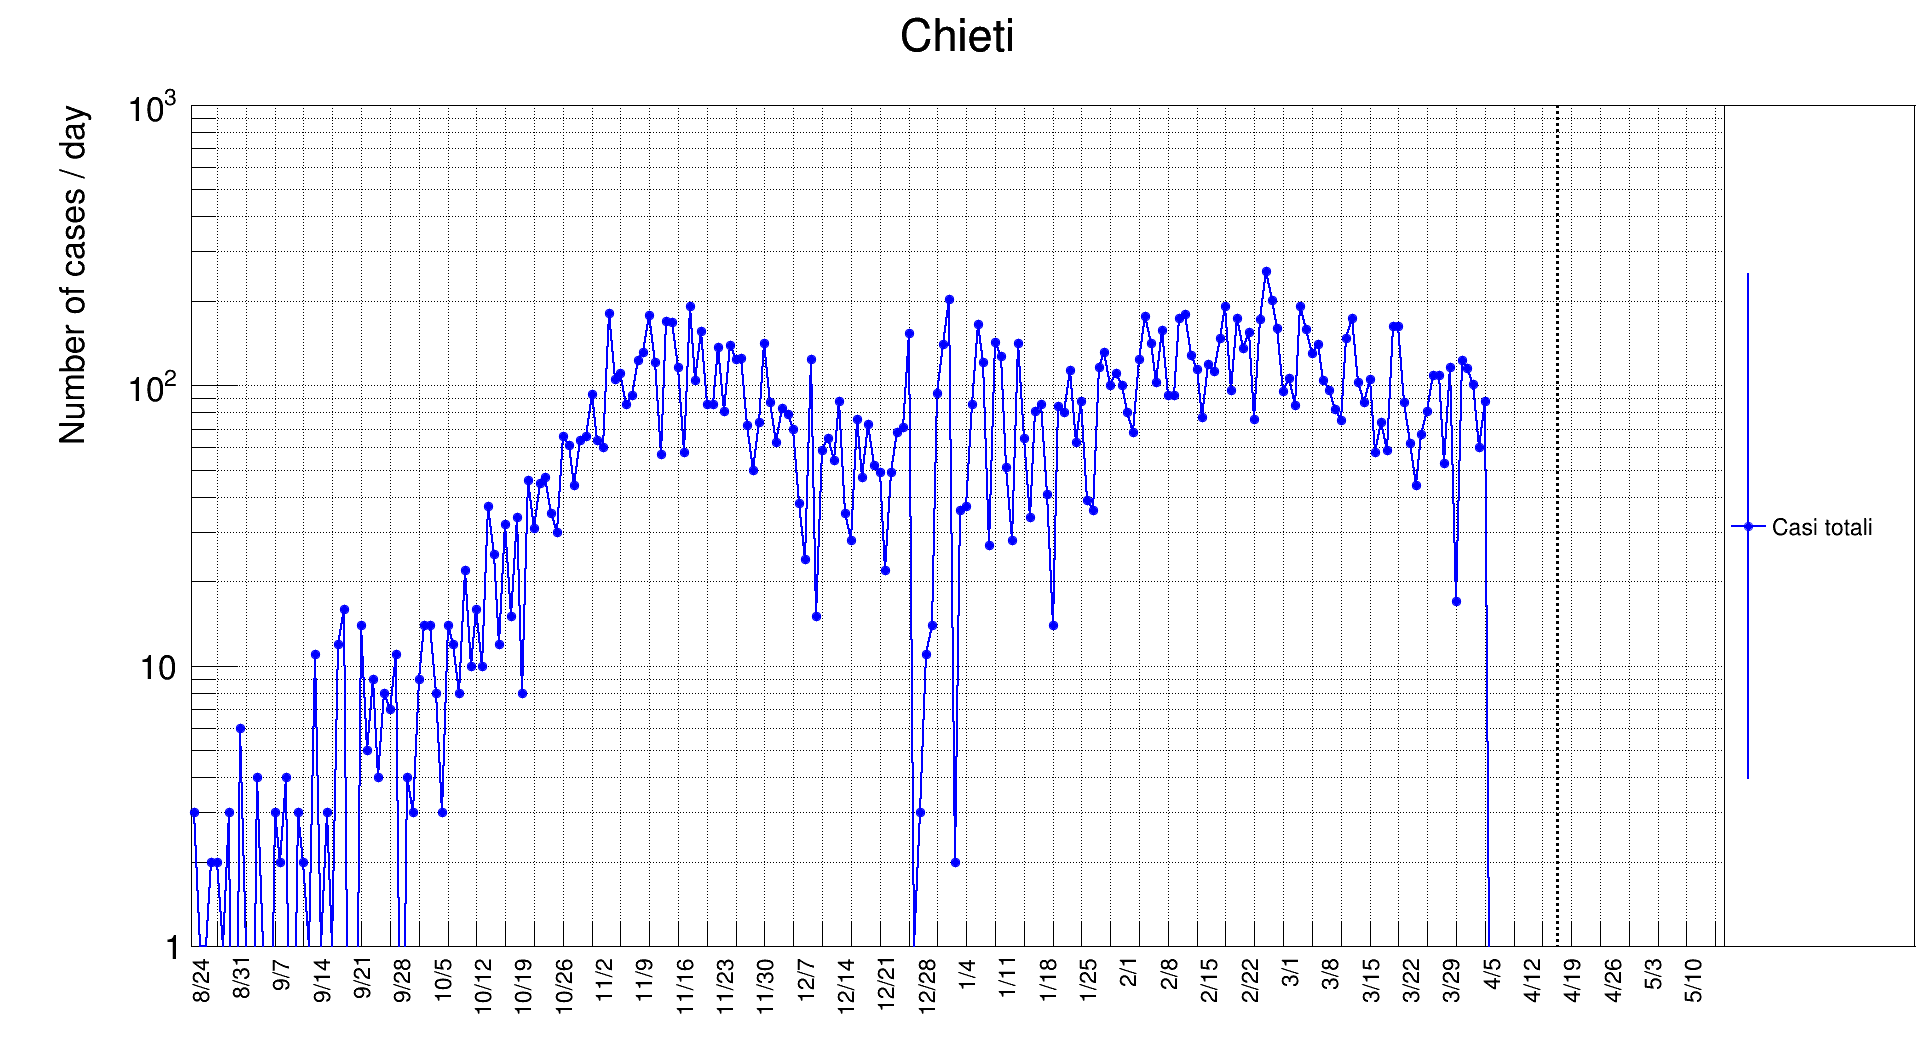 Chieti
Number of cases / day
10³
10²
10
1
8/24 8/31 9/7 9/14 9/21 9/28 10/5 10/12 10/19 10/26 11/2 11/9 11/16 11/23 11/30 12/7 12/14 12/21 12/28 1/4 1/11 1/18 1/25 2/1 2/8 2/15 2/22 3/1 3/8 3/15 3/22 3/29 4/5 4/12 4/19 4/26 5/3 5/10
Casi totali